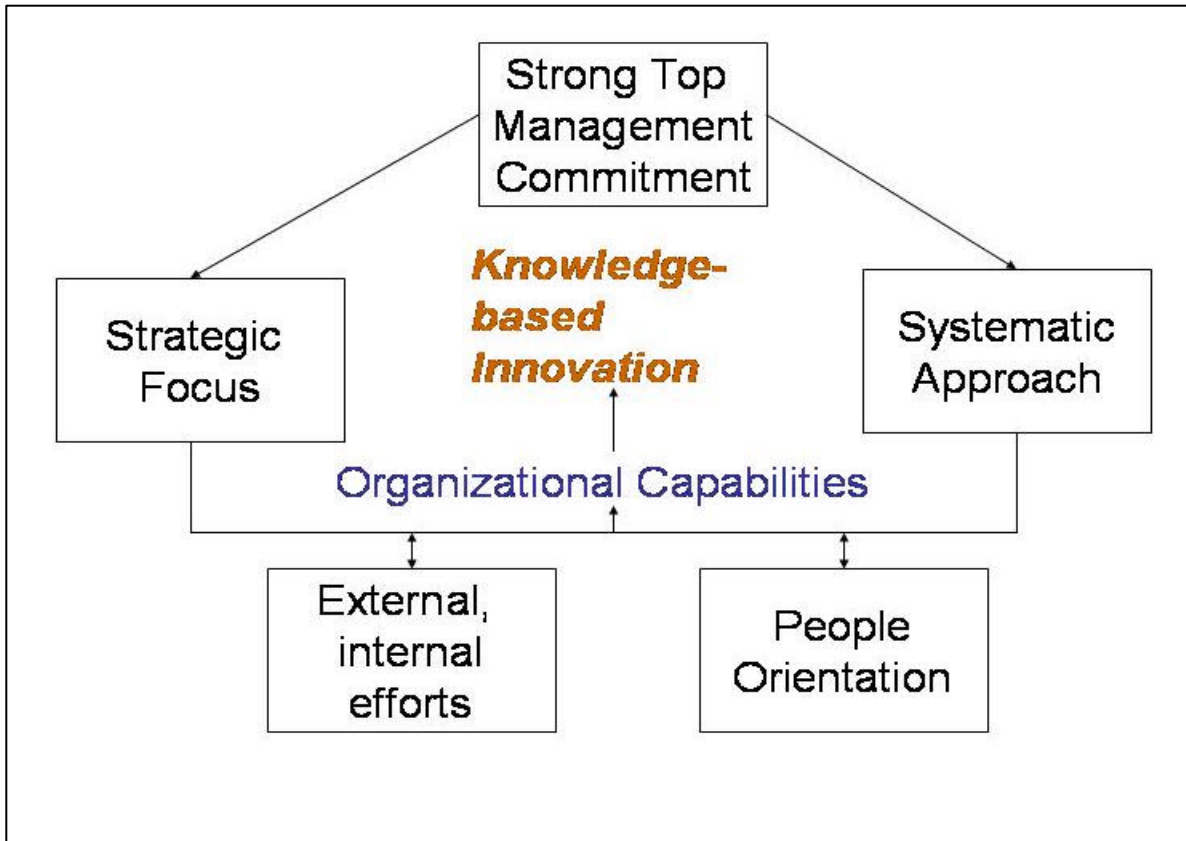 Strong Top
Management
Commitment
Knowledge-
based
Innovation
Strategic
Focus
Systematic
Approach
Organizational Capabilities
External,
internal
efforts
People
Orientation